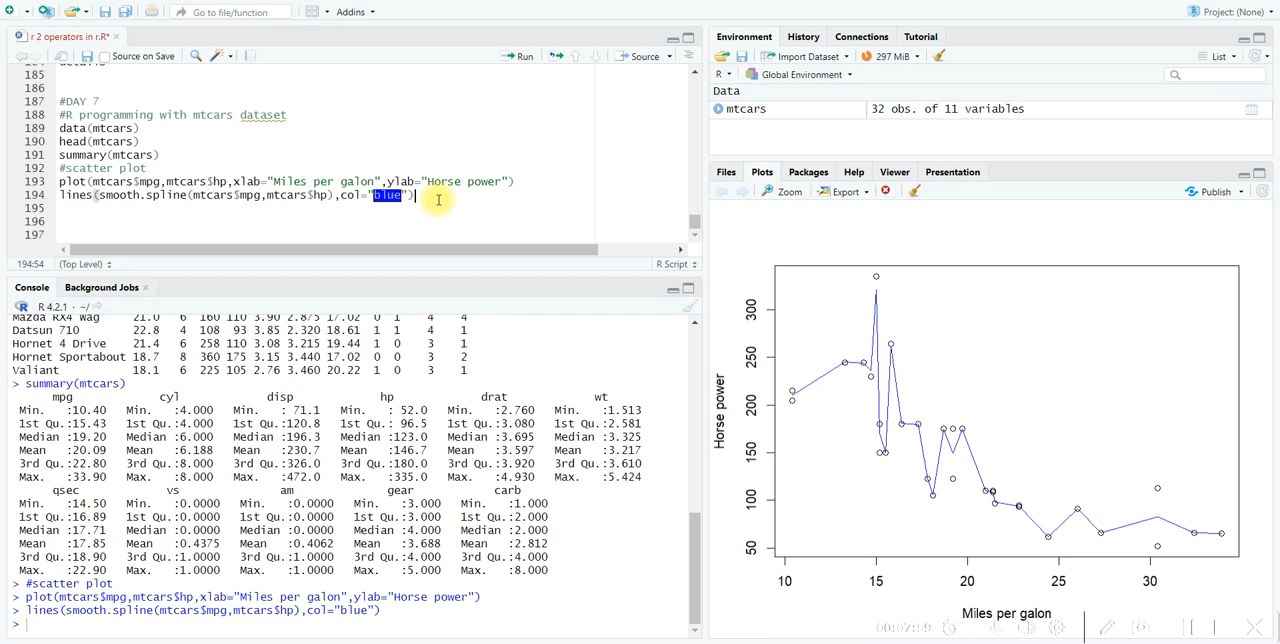 Go to file/function
Addins
Project: (None)
r 2 operators in r.R*
Source on Save
Run
Source
185
186
187 #DAY 7
188 #R programming with mtcars dataset
189 data(mtcars)
190 head(mtcars)
191 summary(mtcars)
192 #scatter plot
193 plot(mtcars$mpg,mtcars$hp,xlab="Miles per galon",ylab="Horse power")
194 lines(smooth.spline(mtcars$mpg,mtcars$hp),col="blue")
195
196
197
194:54 (Top Level) R Script
Console Background Jobs
R 4.2.1 · ~/
Mazda RX4 Wag 21.0 6 160 110 3.90 2.875 17.02 0 1 4 4
Datsun 710 22.8 4 108 93 3.85 2.320 18.61 1 1 4 1
Hornet 4 Drive 21.4 6 258 110 3.08 3.215 19.44 1 0 3 1
Hornet Sportabout 18.7 8 360 175 3.15 3.440 17.02 0 0 3 2
Valiant 18.1 6 225 105 2.76 3.460 20.22 1 0 3 1
> summary(mtcars)
mpg cyl disp hp drat wt
Min. :10.40 Min. :4.000 Min. : 71.1 Min. : 52.0 Min. :2.760 Min. :1.513
1st Qu.:15.43 1st Qu.:4.000 1st Qu.:120.8 1st Qu.: 96.5 1st Qu.:3.080 1st Qu.:2.581
Median :19.20 Median :6.000 Median :196.3 Median :123.0 Median :3.695 Median :3.325
Mean :20.09 Mean :6.188 Mean :230.7 Mean :146.7 Mean :3.597 Mean :3.217
3rd Qu.:22.80 3rd Qu.:8.000 3rd Qu.:326.0 3rd Qu.:180.0 3rd Qu.:3.920 3rd Qu.:3.610
Max. :33.90 Max. :8.000 Max. :472.0 Max. :335.0 Max. :4.930 Max. :5.424
qsec vs am gear carb
Min. :14.50 Min. :0.0000 Min. :0.0000 Min. :3.000 Min. :1.000
1st Qu.:16.89 1st Qu.:0.0000 1st Qu.:0.0000 1st Qu.:3.000 1st Qu.:2.000
Median :17.71 Median :0.0000 Median :0.0000 Median :4.000 Median :2.000
Mean :17.85 Mean :0.4375 Mean :0.4062 Mean :3.688 Mean :2.812
3rd Qu.:18.90 3rd Qu.:1.0000 3rd Qu.:1.0000 3rd Qu.:4.000 3rd Qu.:4.000
Max. :22.90 Max. :1.0000 Max. :1.0000 Max. :5.000 Max. :8.000
> #scatter plot
> plot(mtcars$mpg,mtcars$hp,xlab="Miles per galon",ylab="Horse power")
> lines(smooth.spline(mtcars$mpg,mtcars$hp),col="blue")
>
Environment History Connections Tutorial
Import Dataset 297 MiB List
R Global Environment
Data
mtcars 32 obs. of 11 variables
Files Plots Packages Help Viewer Presentation
Zoom Export Publish
300
250
200
150
100
50
Horse power
10 15 20 25 30
Miles per galon
00:07:59